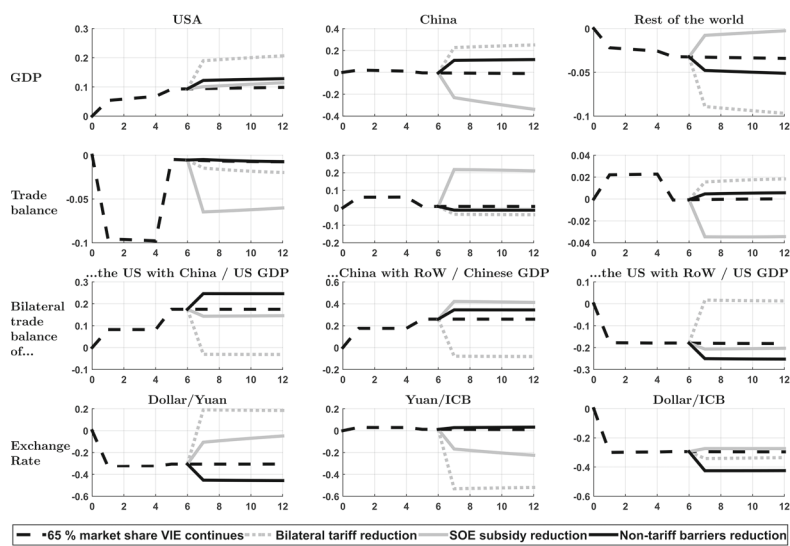 USA China Rest of the world
GDP
0.3 0.4 0
0.2 0.2
0 -0.05
0.1 -0.2
0 -0.4 -0.1
0 2 4 6 8 10 12 0 2 4 6 8 10 12 0 2 4 6 8 10 12
Trade
balance
0 0.3 0.04
0.2 0.02
-0.05 0.1 0
0 -0.02
-0.1 -0.2 -0.04
0 2 4 6 8 10 12 0 2 4 6 8 10 12 0 2 4 6 8 10 12
...the US with China / US GDP ...China with RoW / Chinese GDP ...the US with RoW / US GDP
Bilateral
trade
balance
of...
0.3 0.6 0.1
0.2 0.4 0
0.1 0.2 -0.1
0 0 -0.2
-0.1 -0.2 -0.3
0 2 4 6 8 10 12 0 2 4 6 8 10 12 0 2 4 6 8 10 12
Dollar/Yuan Yuan/ICB Dollar/ICB
Exchange
Rate
0.2 0.2 0
0 0 -0.2
-0.2 -0.2
-0.4 -0.4 -0.4
-0.6 -0.6 -0.6
0 2 4 6 8 10 12 0 2 4 6 8 10 12 0 2 4 6 8 10 12
65 % market share VIE continues Bilateral tariff reduction SOE subsidy reduction Non-tariff barriers reduction